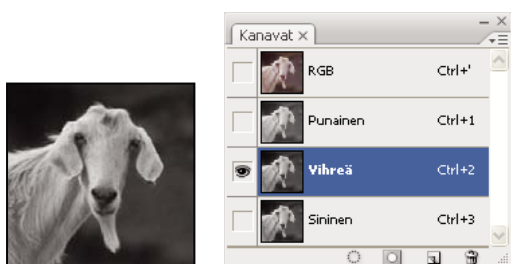 Kanavat ×
RGB Ctrl+'
Punainen Ctrl+1
Vihreä Ctrl+2
Sininen Ctrl+3